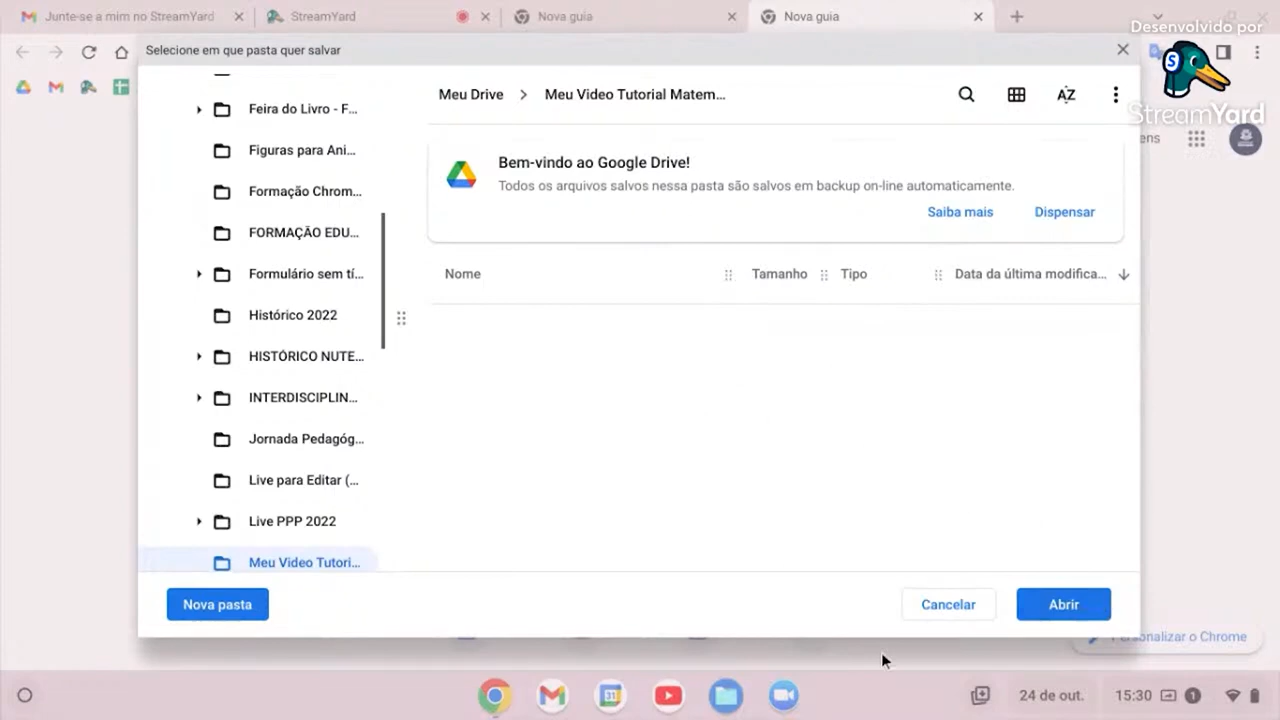 Junte-se a mim no StreamYard
StreamYard
Nova guia
Nova guia
Desenvolvido por
StreamYard
Selecione em que pasta quer salvar
Feira do Livro - F...
Figuras para Ani...
Formação Chrom...
FORMAÇÃO EDU...
Formulário sem tí...
Histórico 2022
HISTÓRICO NUTE...
INTERDISCIPLIN...
Jornada Pedagóg...
Live para Editar (...
Live PPP 2022
Meu Video Tutori...
Meu Drive
Meu Video Tutorial Matem...
AZ
Bem-vindo ao Google Drive!
Todos os arquivos salvos nessa pasta são salvos em backup on-line automaticamente.
Saiba mais
Dispensar
Nome
Tamanho
Tipo
Data da última modifica...
Nova pasta
Cancelar
Abrir
Personalizar o Chrome
31
24 de out.
15:30
1